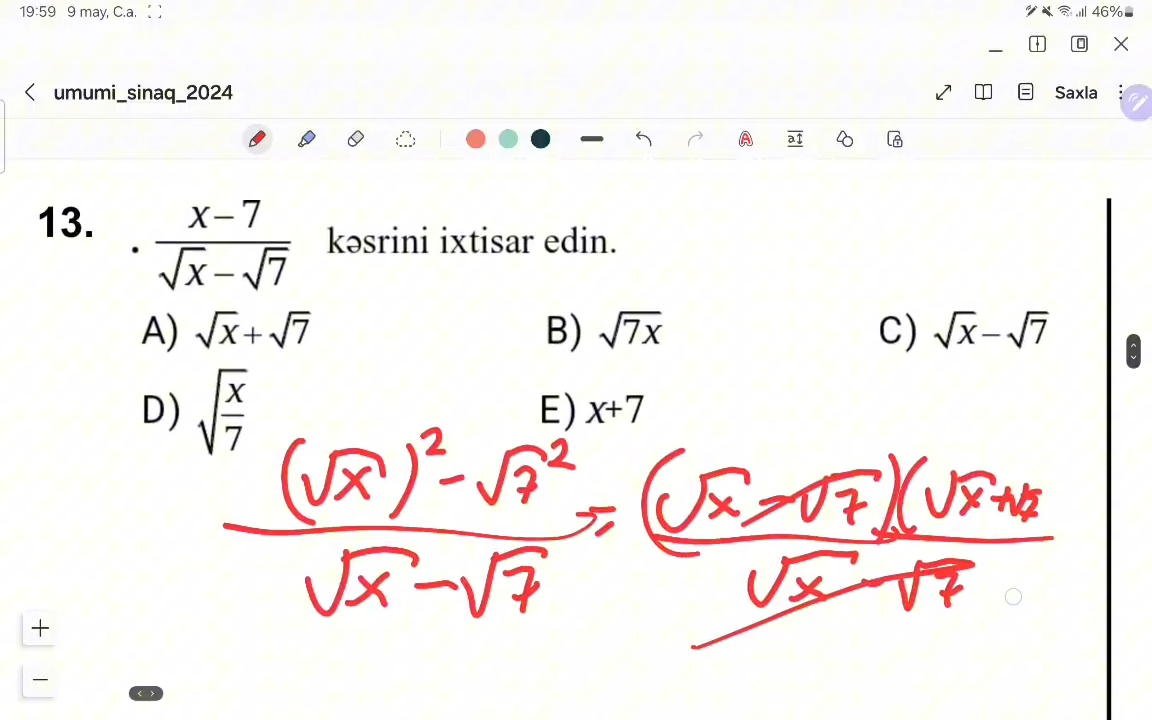 19:59 9 may, C.a. 46%
umumi_sinaq_2024 Saxla
13. x−7 / √x − √7 kəsrini ixtisar edin.
A) √x + √7 B) √7x C) √x − √7
D) √(x/7) E) x+7
(√x)² − √7² / √x − √7 = (√x − √7)(√x + / √x − √7